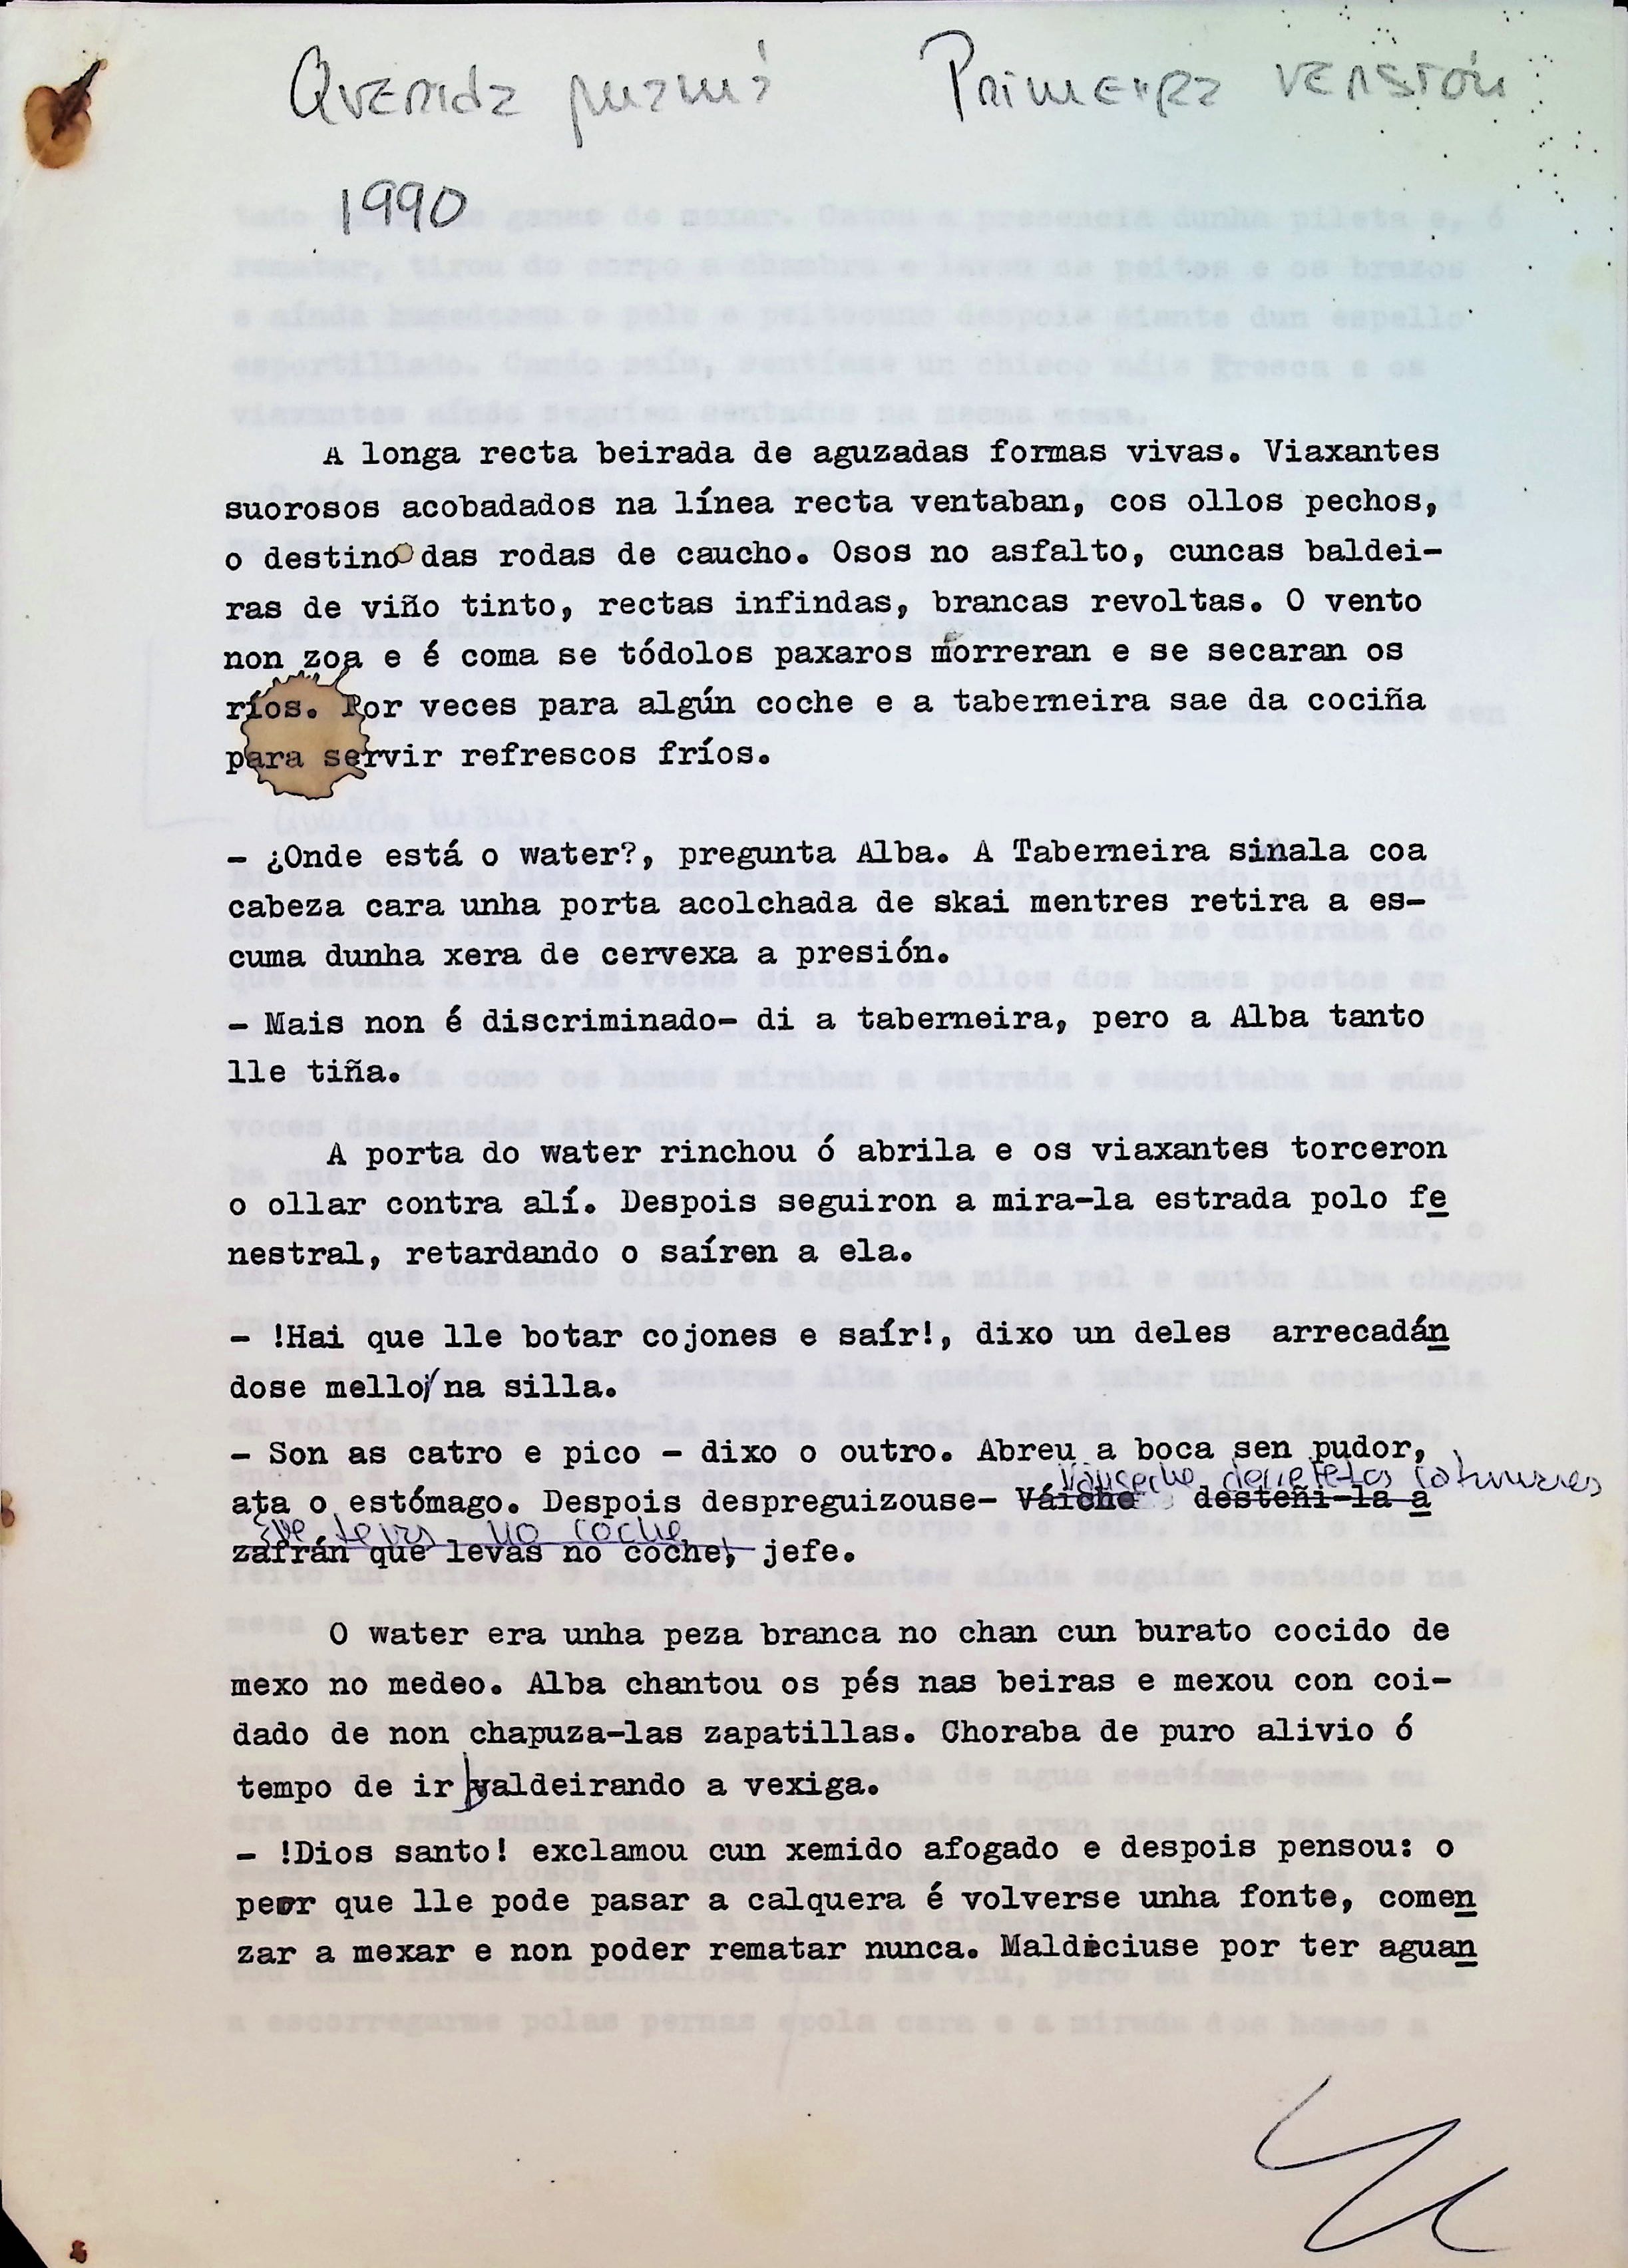 Querida mamá Primeira versión
1990
A longa recta beirada de aguzadas formas vivas. Viaxantes
suorosos acobadados na línea recta ventaban, cos ollos pechos,
o destino das rodas de caucho. Osos no asfalto, cuncas baldei-
ras de viño tinto, rectas infindas, brancas revoltas. O vento
non zoa e é coma se tódolos paxaros morreran e se secaran os
ríos. Por veces para algún coche e a taberneira sae da cociña
para servir refrescos fríos.
- ¿Onde está o water?, pregunta Alba. A Taberneira sinala coa
cabeza cara unha porta acolchada de skai mentres retira a es-
cuma dunha xera de cervexa a presión.
- Mais non é discriminado- di a taberneira, pero a Alba tanto
lle tiña.
A porta do water rinchou ó abrila e os viaxantes torceron
o ollar contra alí. Despois seguiron a mira-la estrada polo fe
nestral, retardando o saíren a ela.
- !Hai que lle botar cojones e saír!, dixo un deles arrecadán
dose mello/na silla.
- Son as catro e pico - dixo o outro. Abreu a boca sen pudor,
ata o estómago. Despois despreguizouse- Váicho desteñi-la a
zafrán que levas no coche, jefe.
que levas no coche
O water era unha peza branca no chan cun burato cocido de
mexo no medeo. Alba chantou os pés nas beiras e mexou con coi-
dado de non chapuza-las zapatillas. Choraba de puro alivio ó
tempo de ir baldeirando a vexiga.
- !Dios santo! exclamou cun xemido afogado e despois pensou: o
peor que lle pode pasar a calquera é volverse unha fonte, comen
zar a mexar e non poder rematar nunca. Maldiciuse por ter aguan